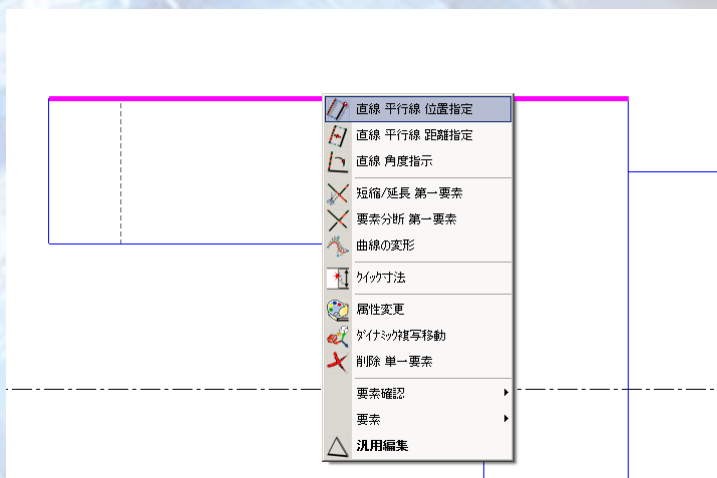 直線 平行線 位置指定
直線 平行線 距離指定
直線 角度指示
短縮/延長 第一要素
要素分断 第一要素
曲線の変形
ｸｲｯｸ寸法
属性変更
ﾀﾞｲﾅﾐｯｸ複写移動
削除 単一要素
要素確認
要素
汎用編集